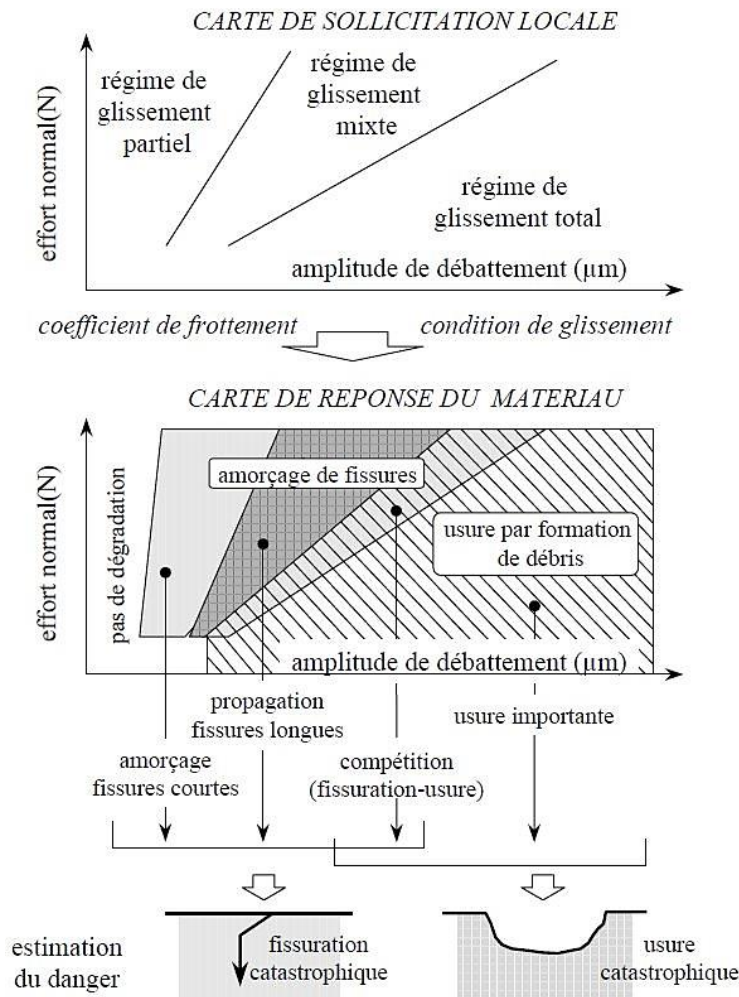 CARTE DE SOLLICITATION LOCALE
effort normal(N)
régime de
glissement
partiel
régime de
glissement
mixte
régime de
glissement total
amplitude de débattement (µm)
coefficient de frottement
condition de glissement
CARTE DE REPONSE DU MATERIAU
effort normal(N)
pas de dégradation
amorçage de fissures
usure par formation
de débris
amplitude de débattement (µm)
propagation
fissures longues
usure importante
amorçage
fissures courtes
compétition
(fissuration-usure)
estimation
du danger
fissuration
catastrophique
usure
catastrophique